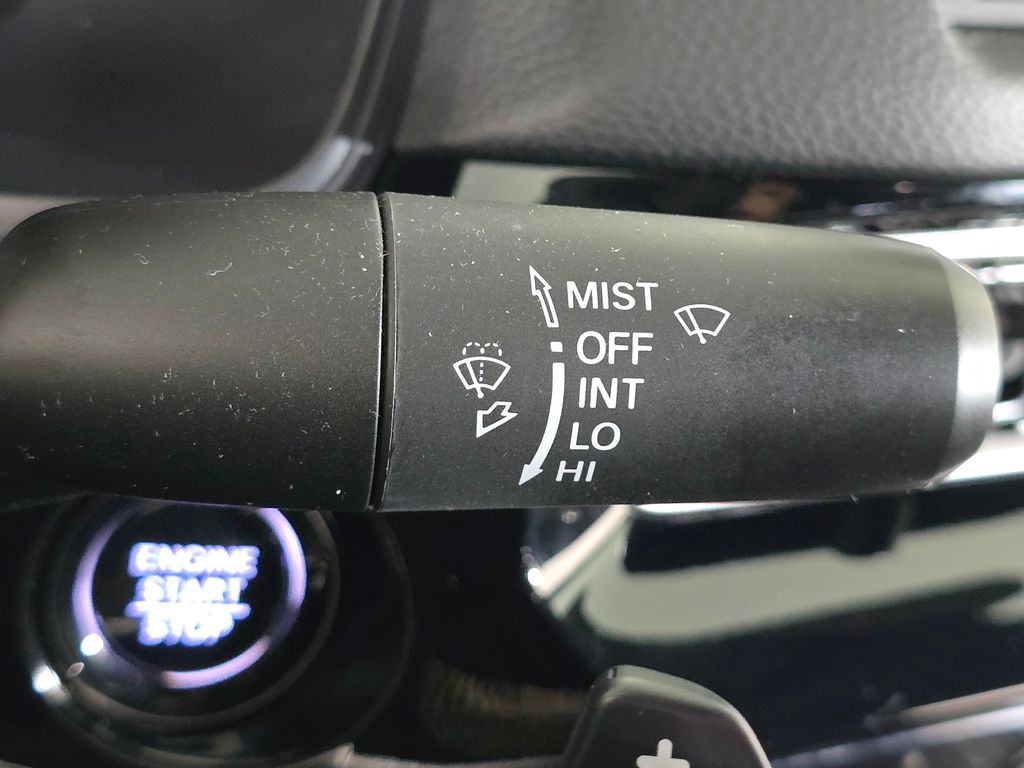 MIST
OFF
INT
LO
HI
ENGINE
START
STOP
+